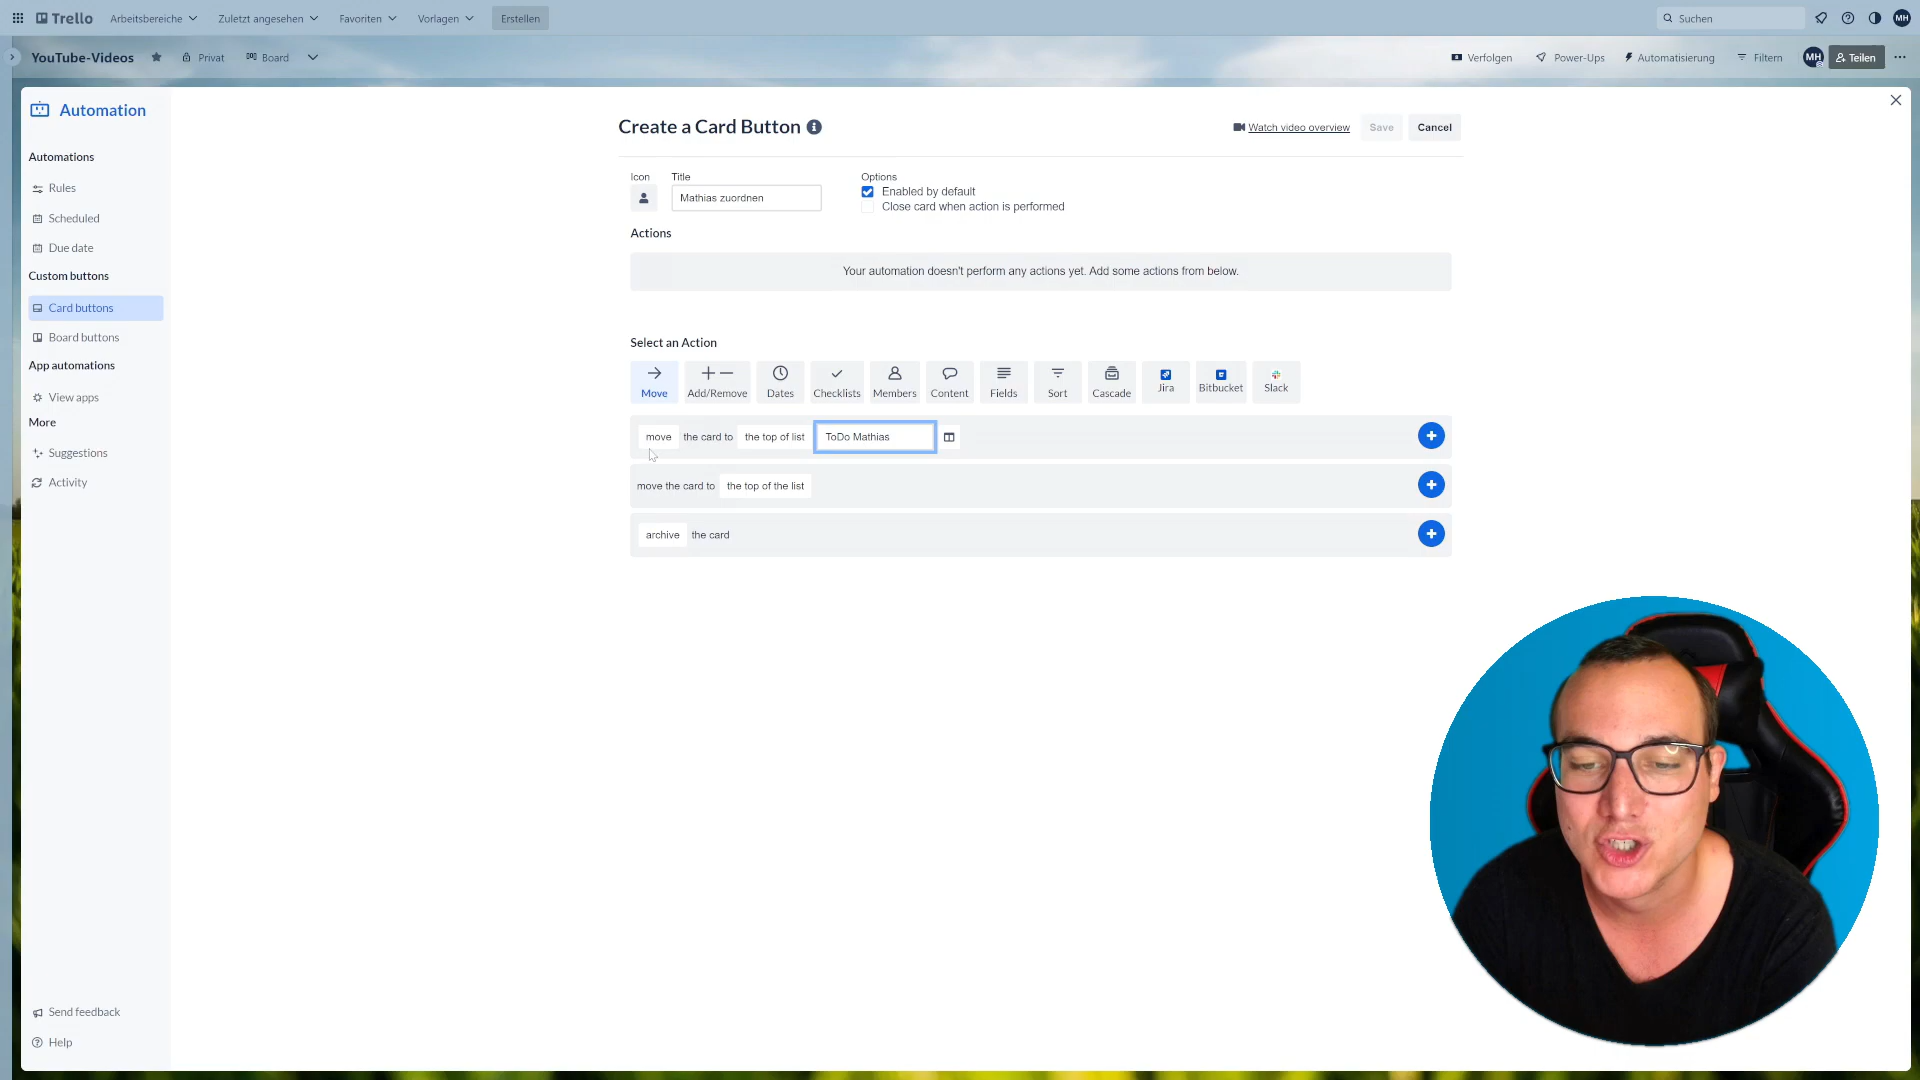 Trello Arbeitsbereiche Zuletzt angesehen Favoriten Vorlagen Erstellen Suchen MH
YouTube-Videos Privat Board Verfolgen Power-Ups Automatisierung Filtern MH Teilen
Automation
Automations
Rules
Scheduled
Due date
Custom buttons
Card buttons
Board buttons
App automations
View apps
More
Suggestions
Activity
Send feedback
Help
Create a Card Button Watch video overview Save Cancel
Icon Title Options
Mathias zuordnen Enabled by default
Close card when action is performed
Actions
Your automation doesn't perform any actions yet. Add some actions from below.
Select an Action
Move Add/Remove Dates Checklists Members Content Fields Sort Cascade Jira Bitbucket Slack
move the card to the top of list ToDo Mathias
move the card to the top of the list
archive the card